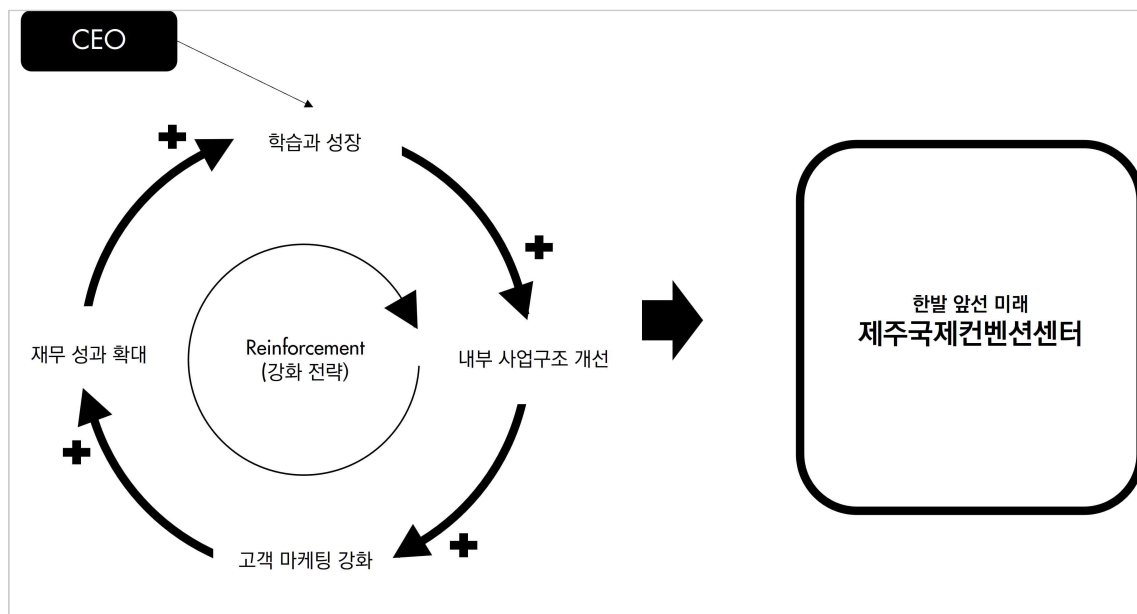 CEO
학습과 성장
재무 성과 확대
Reinforcement
(강화 전략)
내부 사업구조 개선
고객 마케팅 강화
한발 앞선 미래
제주국제컨벤션센터